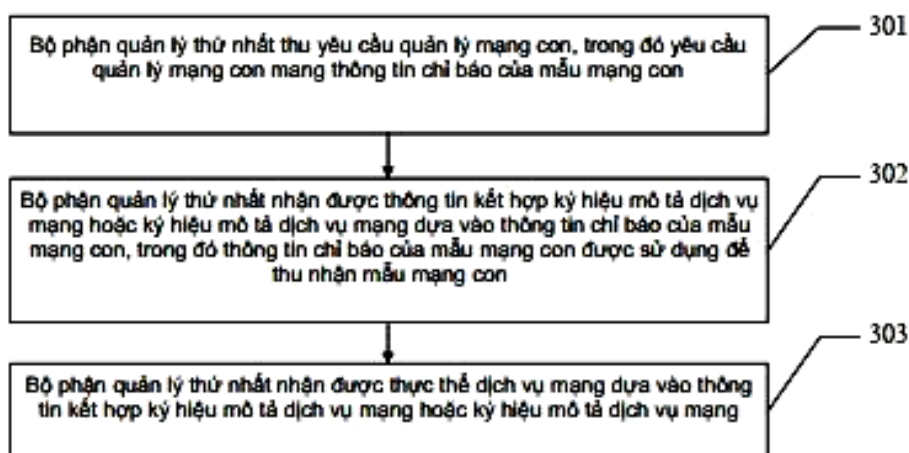 Bộ phận quản lý thứ nhất thu yêu cầu quản lý mạng con, trong đó yêu cầu
quản lý mạng con mang thông tin chỉ báo của mẫu mạng con
301
Bộ phận quản lý thứ nhất nhận được thông tin kết hợp ký hiệu mô tả dịch vụ
mạng hoặc ký hiệu mô tả dịch vụ mạng dựa vào thông tin chỉ báo của mẫu
mạng con, trong đó thông tin chỉ báo của mẫu mạng con được sử dụng để
thu nhận mẫu mạng con
302
Bộ phận quản lý thứ nhất nhận được thực thể dịch vụ mạng dựa vào thông
tin kết hợp ký hiệu mô tả dịch vụ mạng hoặc ký hiệu mô tả dịch vụ mạng
303